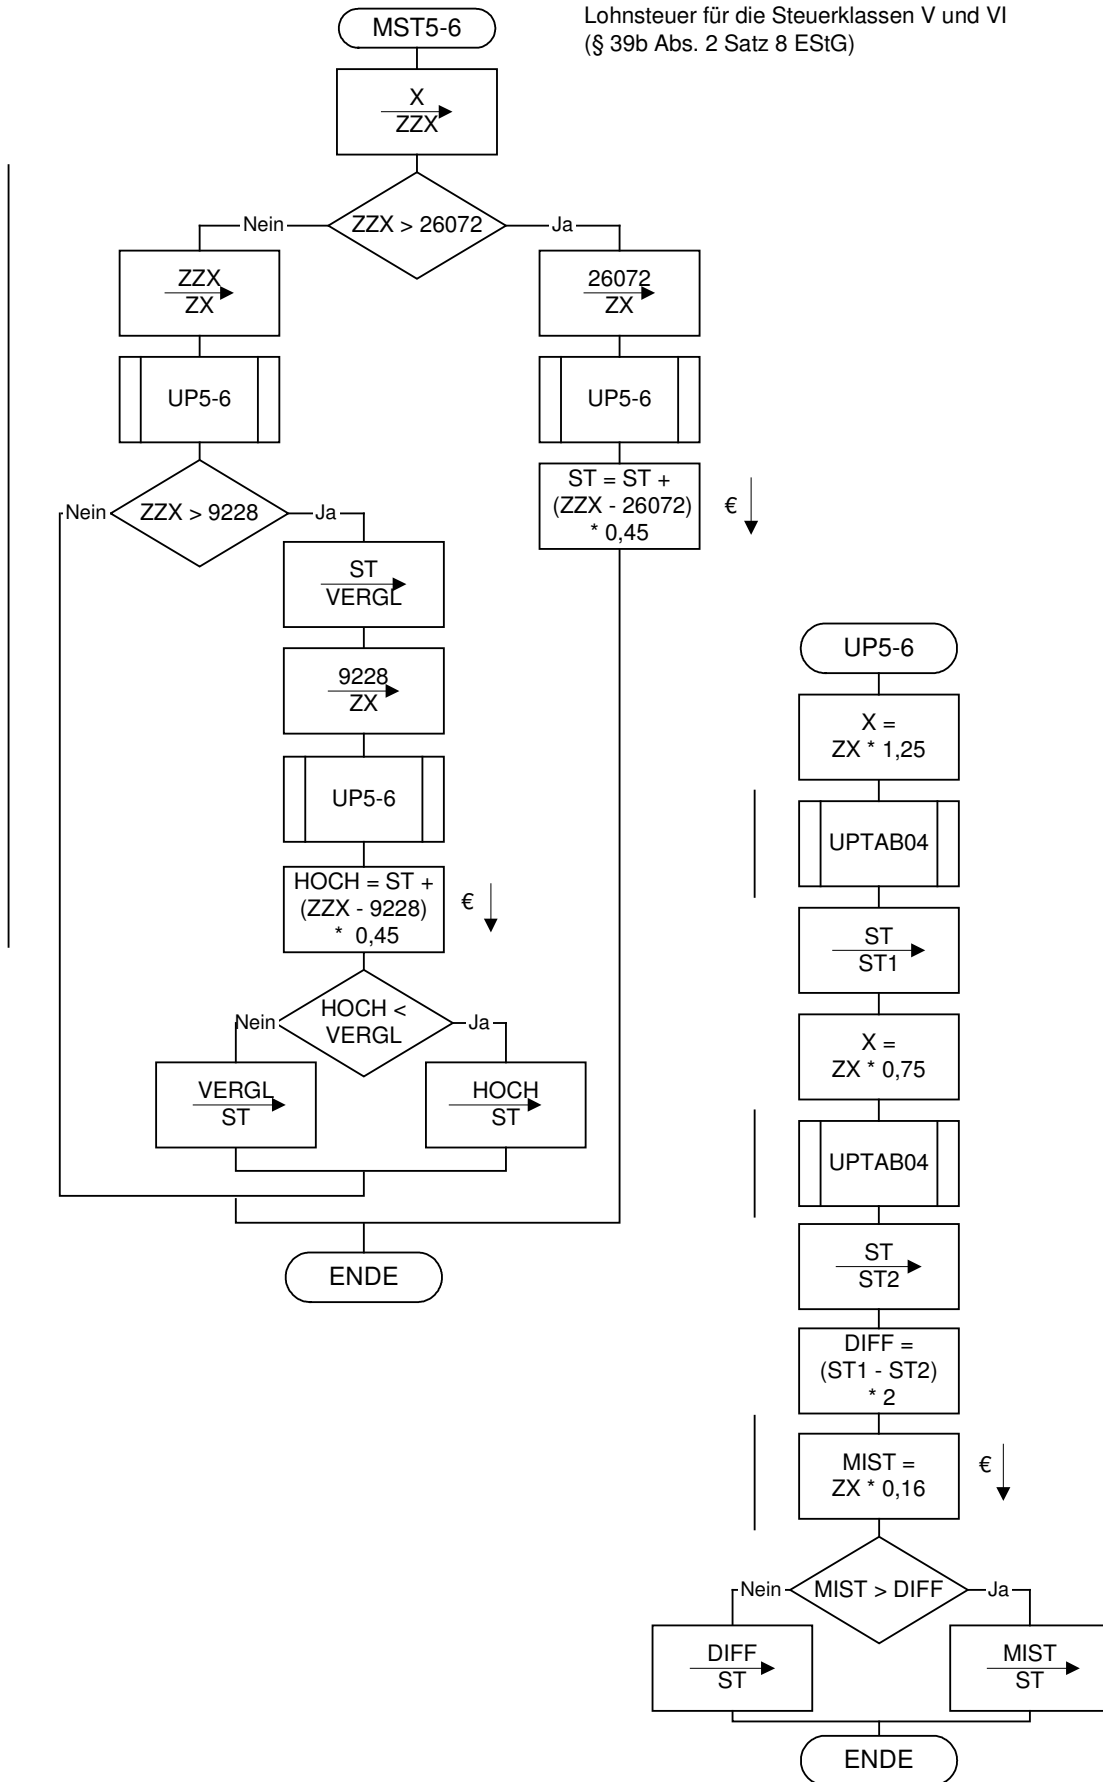 Lohnsteuer für die Steuerklassen V und VI
(§ 39b Abs. 2 Satz 8 EStG)
MST5-6
X
ZZX
ZZX > 26072
Nein
Ja
ZZX
ZX
UP5-6
ZZX > 9228
Nein
Ja
ST
VERGL
9228
ZX
UP5-6
HOCH = ST +
(ZZX - 9228)
* 0,45
€
HOCH <
VERGL
Nein
Ja
VERGL
ST
HOCH
ST
26072
ZX
UP5-6
ST = ST +
(ZZX - 26072)
* 0,45
€
ENDE
UP5-6
X =
ZX * 1,25
UPTAB04
ST
ST1
X =
ZX * 0,75
UPTAB04
ST
ST2
DIFF =
(ST1 - ST2)
* 2
MIST =
ZX * 0,16
€
MIST > DIFF
Nein
Ja
DIFF
ST
MIST
ST
ENDE